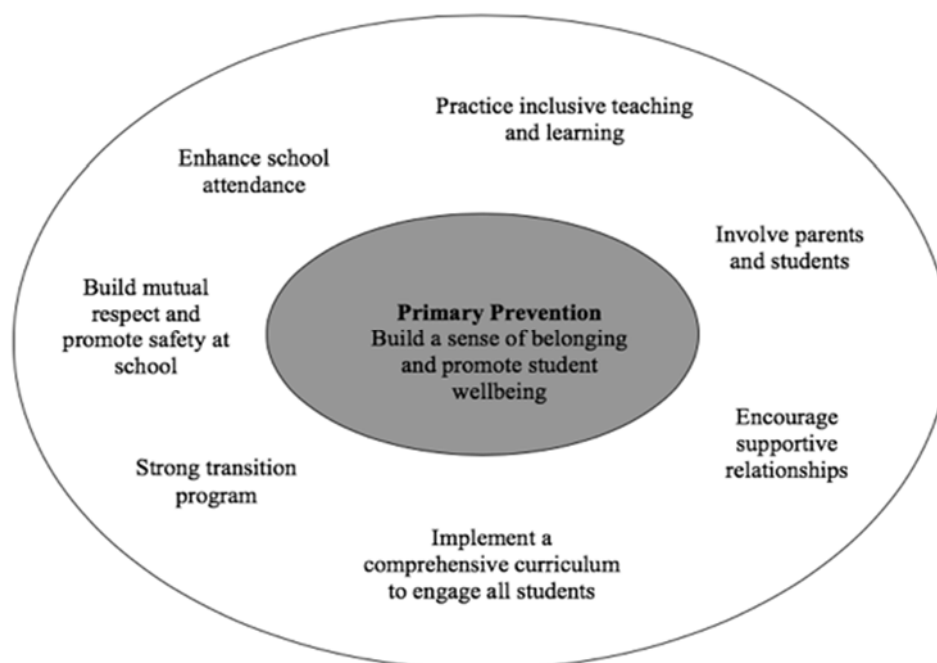 Practice inclusive teaching
and learning
Enhance school
attendance
Involve parents
and students
Build mutual
respect and
promote safety at
school
Primary Prevention
Build a sense of belonging
and promote student
wellbeing
Encourage
supportive
relationships
Strong transition
program
Implement a
comprehensive curriculum
to engage all students